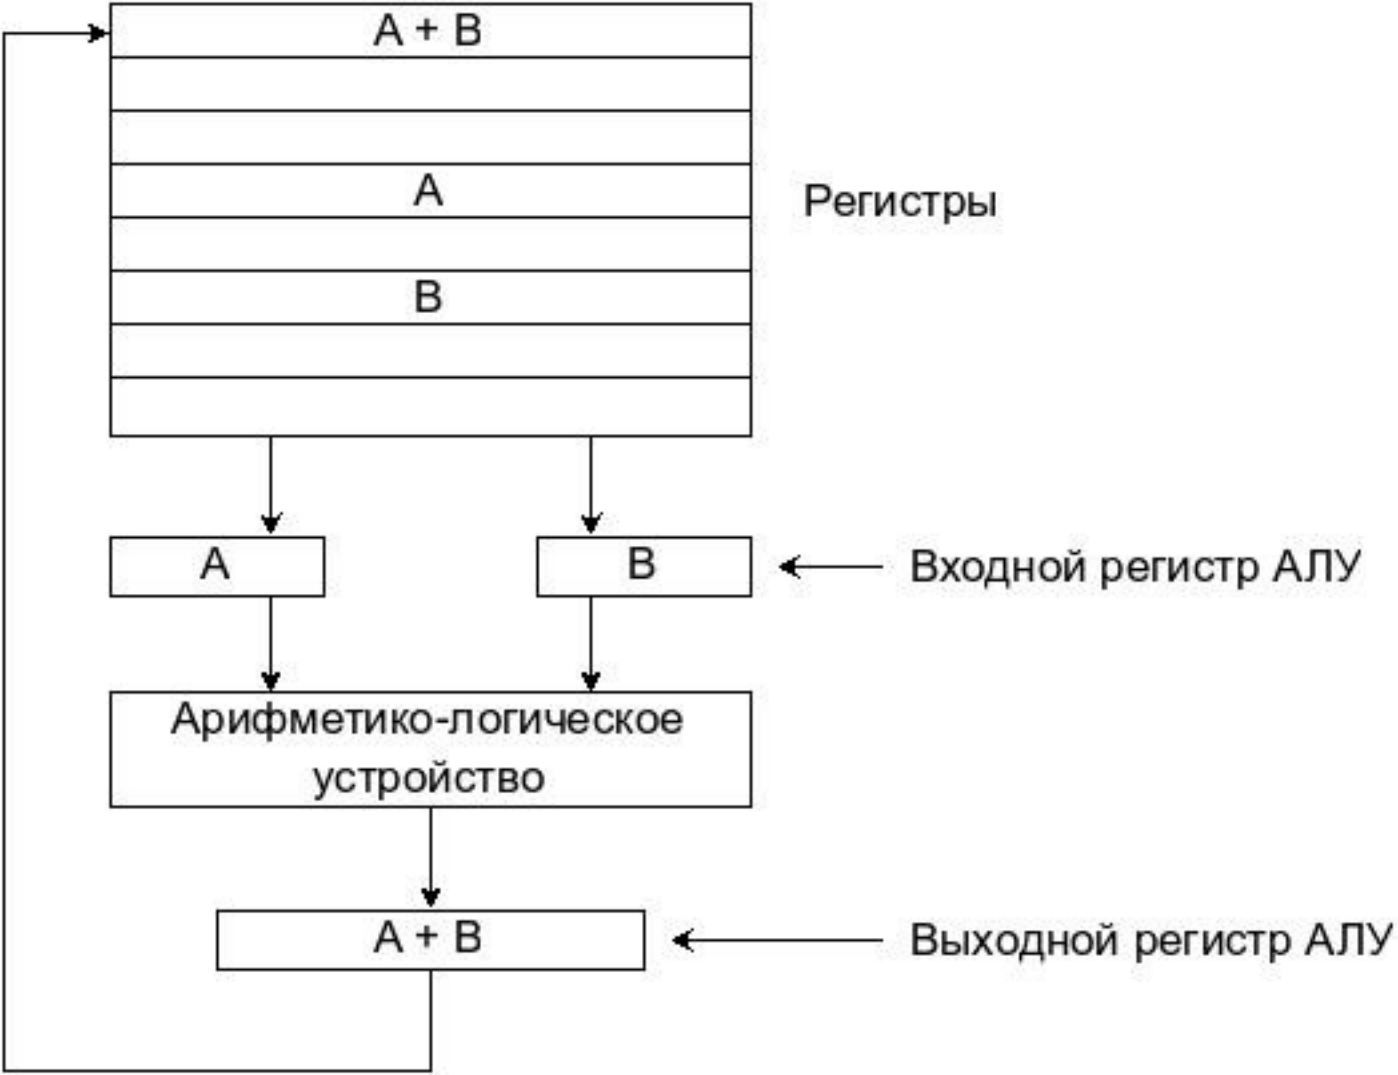 A + B
A
Регистры
B
A
B
Входной регистр АЛУ
Арифметико-логическое
устройство
A + B
Выходной регистр АЛУ